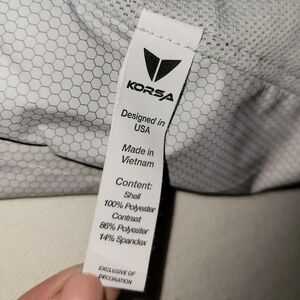 KORSA
Designed in
USA
Made in
Vietnam
Content:
Shell
100% Polyester
Contrast
86% Polyester
14% Spandex
EXCLUSIVE OF
DECORATION